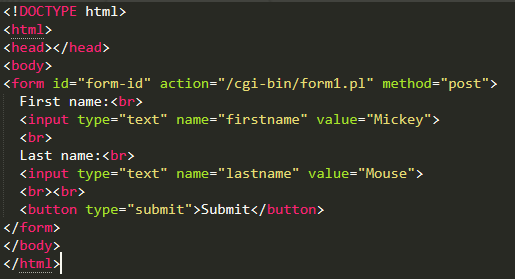 <!DOCTYPE html>
<html>
<head></head>
<body>
<form id="form-id" action="/cgi-bin/form1.pl" method="post">
First name:<br>
<input type="text" name="firstname" value="Mickey">
<br>
Last name:<br>
<input type="text" name="lastname" value="Mouse">
<br><br>
<button type="submit">Submit</button>
</form>
</body>
</html>